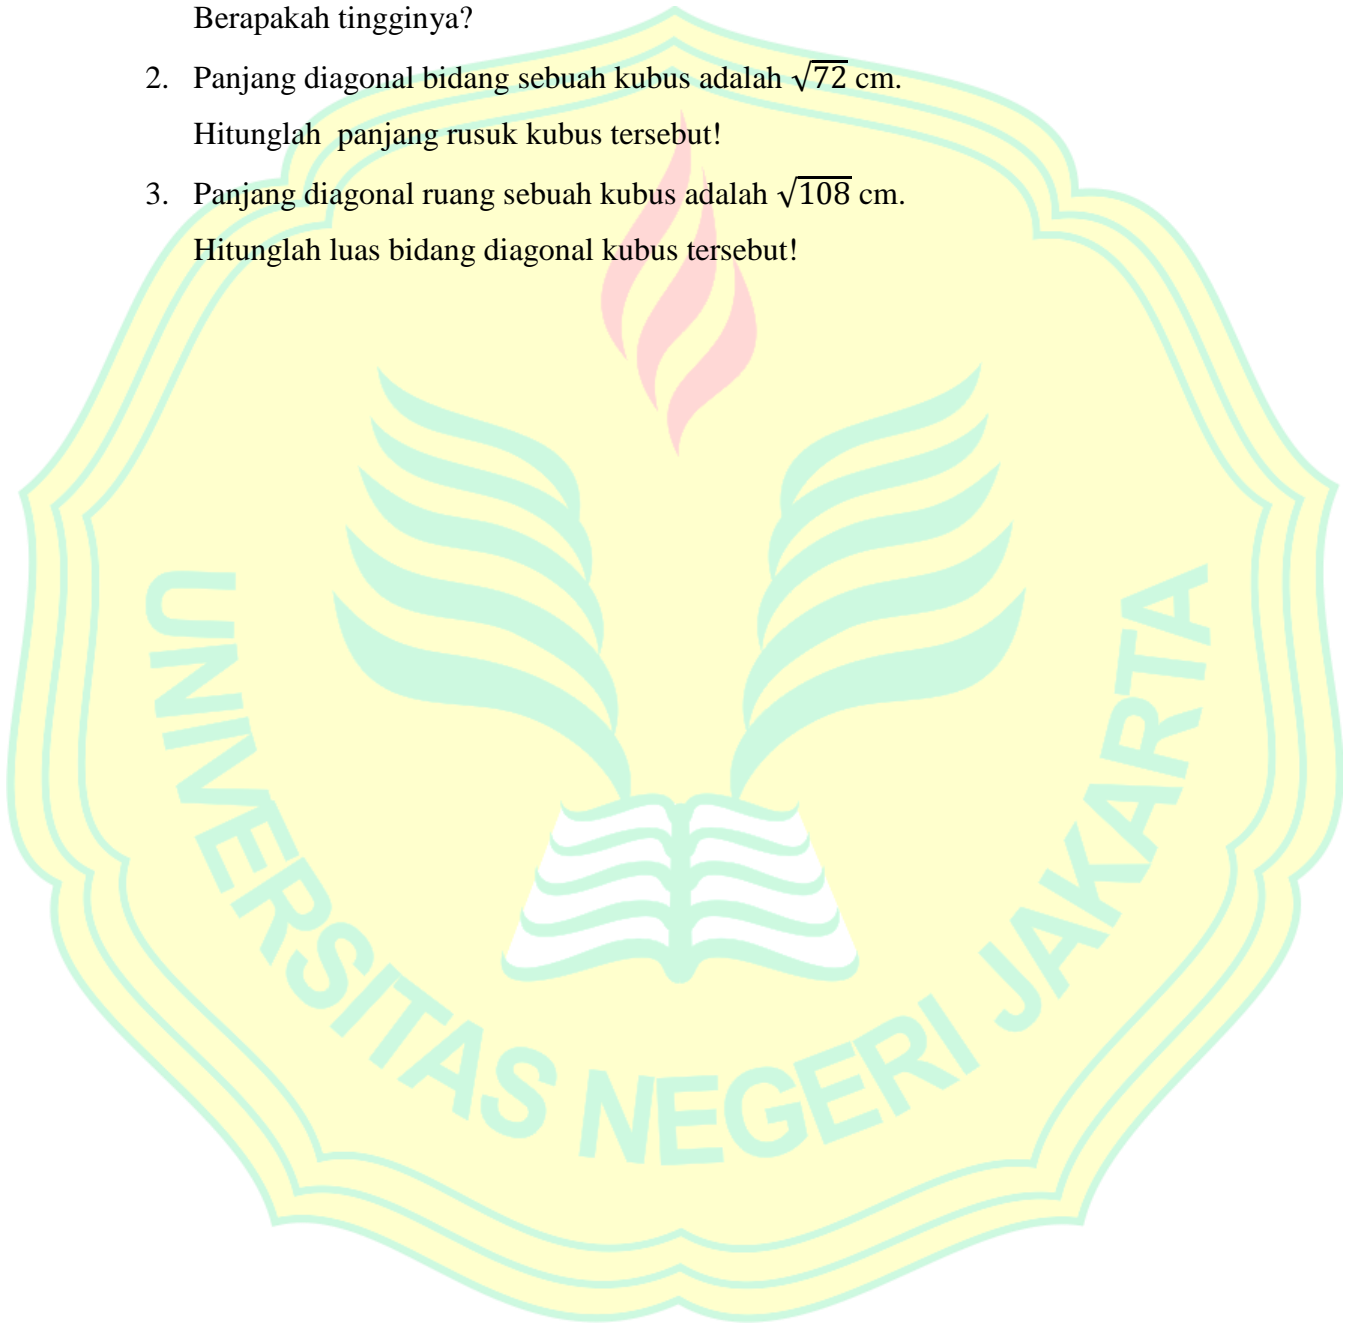 Berapakah tingginya?
2. Panjang diagonal bidang sebuah kubus adalah √72 cm.
Hitunglah panjang rusuk kubus tersebut!
3. Panjang diagonal ruang sebuah kubus adalah √108 cm.
Hitunglah luas bidang diagonal kubus tersebut!
UNIVERSITAS NEGERI JAKARTA